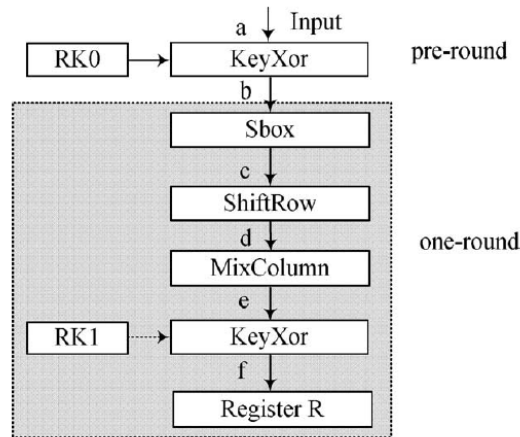 a Input
RK0 KeyXor pre-round
b
Sbox
c
ShiftRow
d
one-round
MixColumn
e
RK1 KeyXor
f
Register R